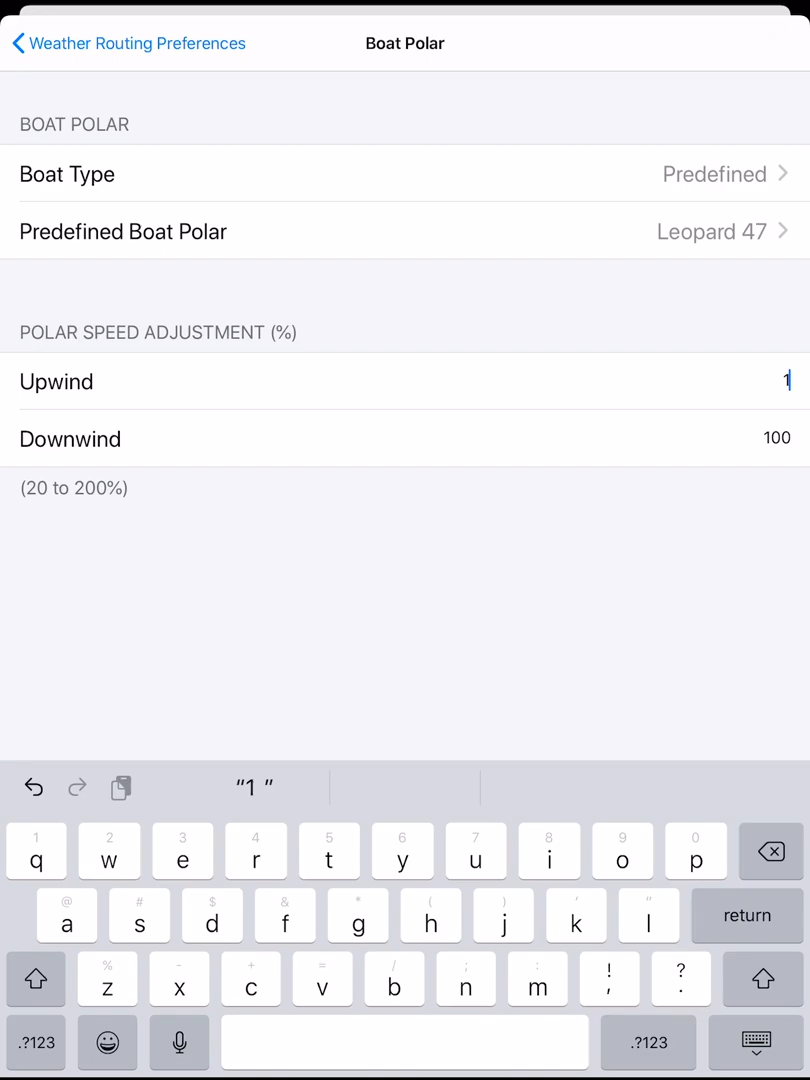 Weather Routing Preferences Boat Polar
BOAT POLAR
Boat Type Predefined
Predefined Boat Polar Leopard 47
POLAR SPEED ADJUSTMENT (%)
Upwind 1
Downwind 100
(20 to 200%)
“1 ”
1 2 3 4 5 6 7 8 9 0
q w e r t y u i o p
@ # $ & * ( ) ' "
a s d f g h j k l return
% - + = / ; : ! ?
z x c v b n m , .
.?123 .?123